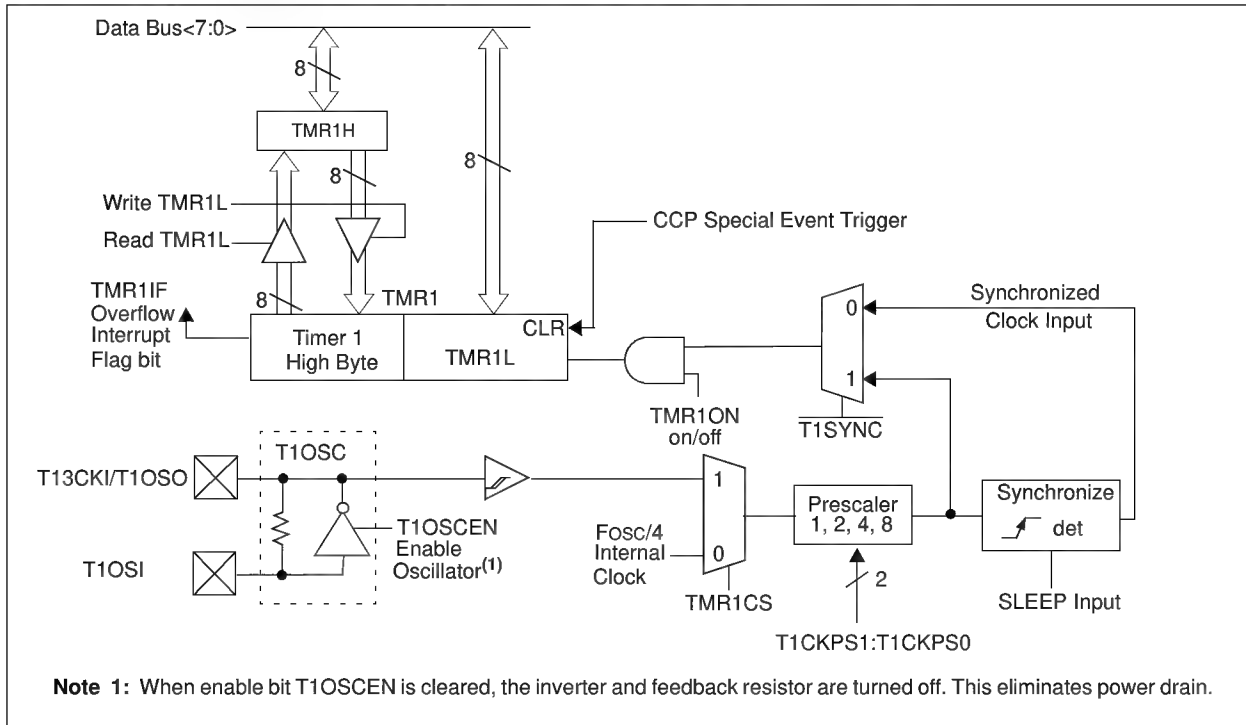 Data Bus<7:0>
8
TMR1H
8
8
Write TMR1L
CCP Special Event Trigger
Read TMR1L
TMR1IF
Overflow
Interrupt
Flag bit
8
TMR1
0
Synchronized
Clock Input
CLR
Timer 1
High Byte
TMR1L
1
TMR1ON
on/off
T1SYNC
T1OSC
T13CKI/T1OSO
1
Prescaler
1, 2, 4, 8
Synchronize
det
T1OSCEN
Enable
Oscillator(1)
FOSC/4
Internal
Clock
0
T1OSI
2
TMR1CS
SLEEP Input
T1CKPS1:T1CKPS0
Note 1: When enable bit T1OSCEN is cleared, the inverter and feedback resistor are turned off. This eliminates power drain.